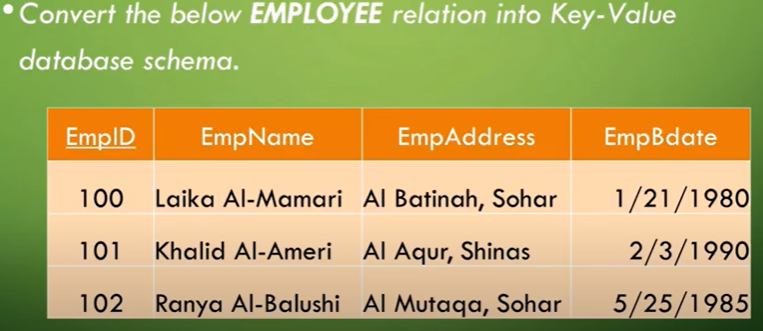 • Convert the below EMPLOYEE relation into Key-Value
database schema.
EmpID EmpName EmpAddress EmpBdate
100 Laika Al-Mamari Al Batinah, Sohar 1/21/1980
101 Khalid Al-Ameri Al Aqur, Shinas 2/3/1990
102 Ranya Al-Balushi Al Mutaqa, Sohar 5/25/1985